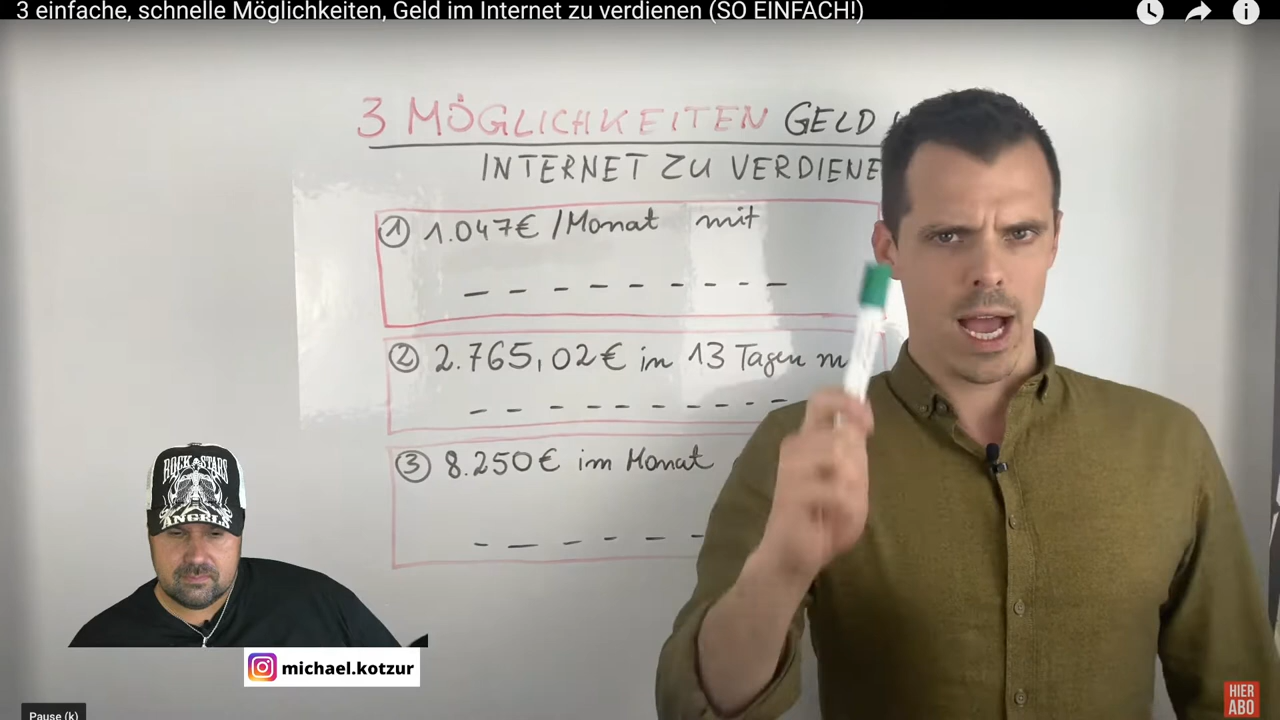 3 einfache, schnelle Möglichkeiten, Geld im Internet zu verdienen (SO EINFACH!)
3 MÖGLICHKEITEN GELD
INTERNET ZU VERDIENE
① 1.047€ /Monat mit
② 2.765,02€ in 13 Tagen m
③ 8.250€ im Monat
ROCK STARS
ANGELS
michael.kotzur
Pause (k)
HIER
ABO